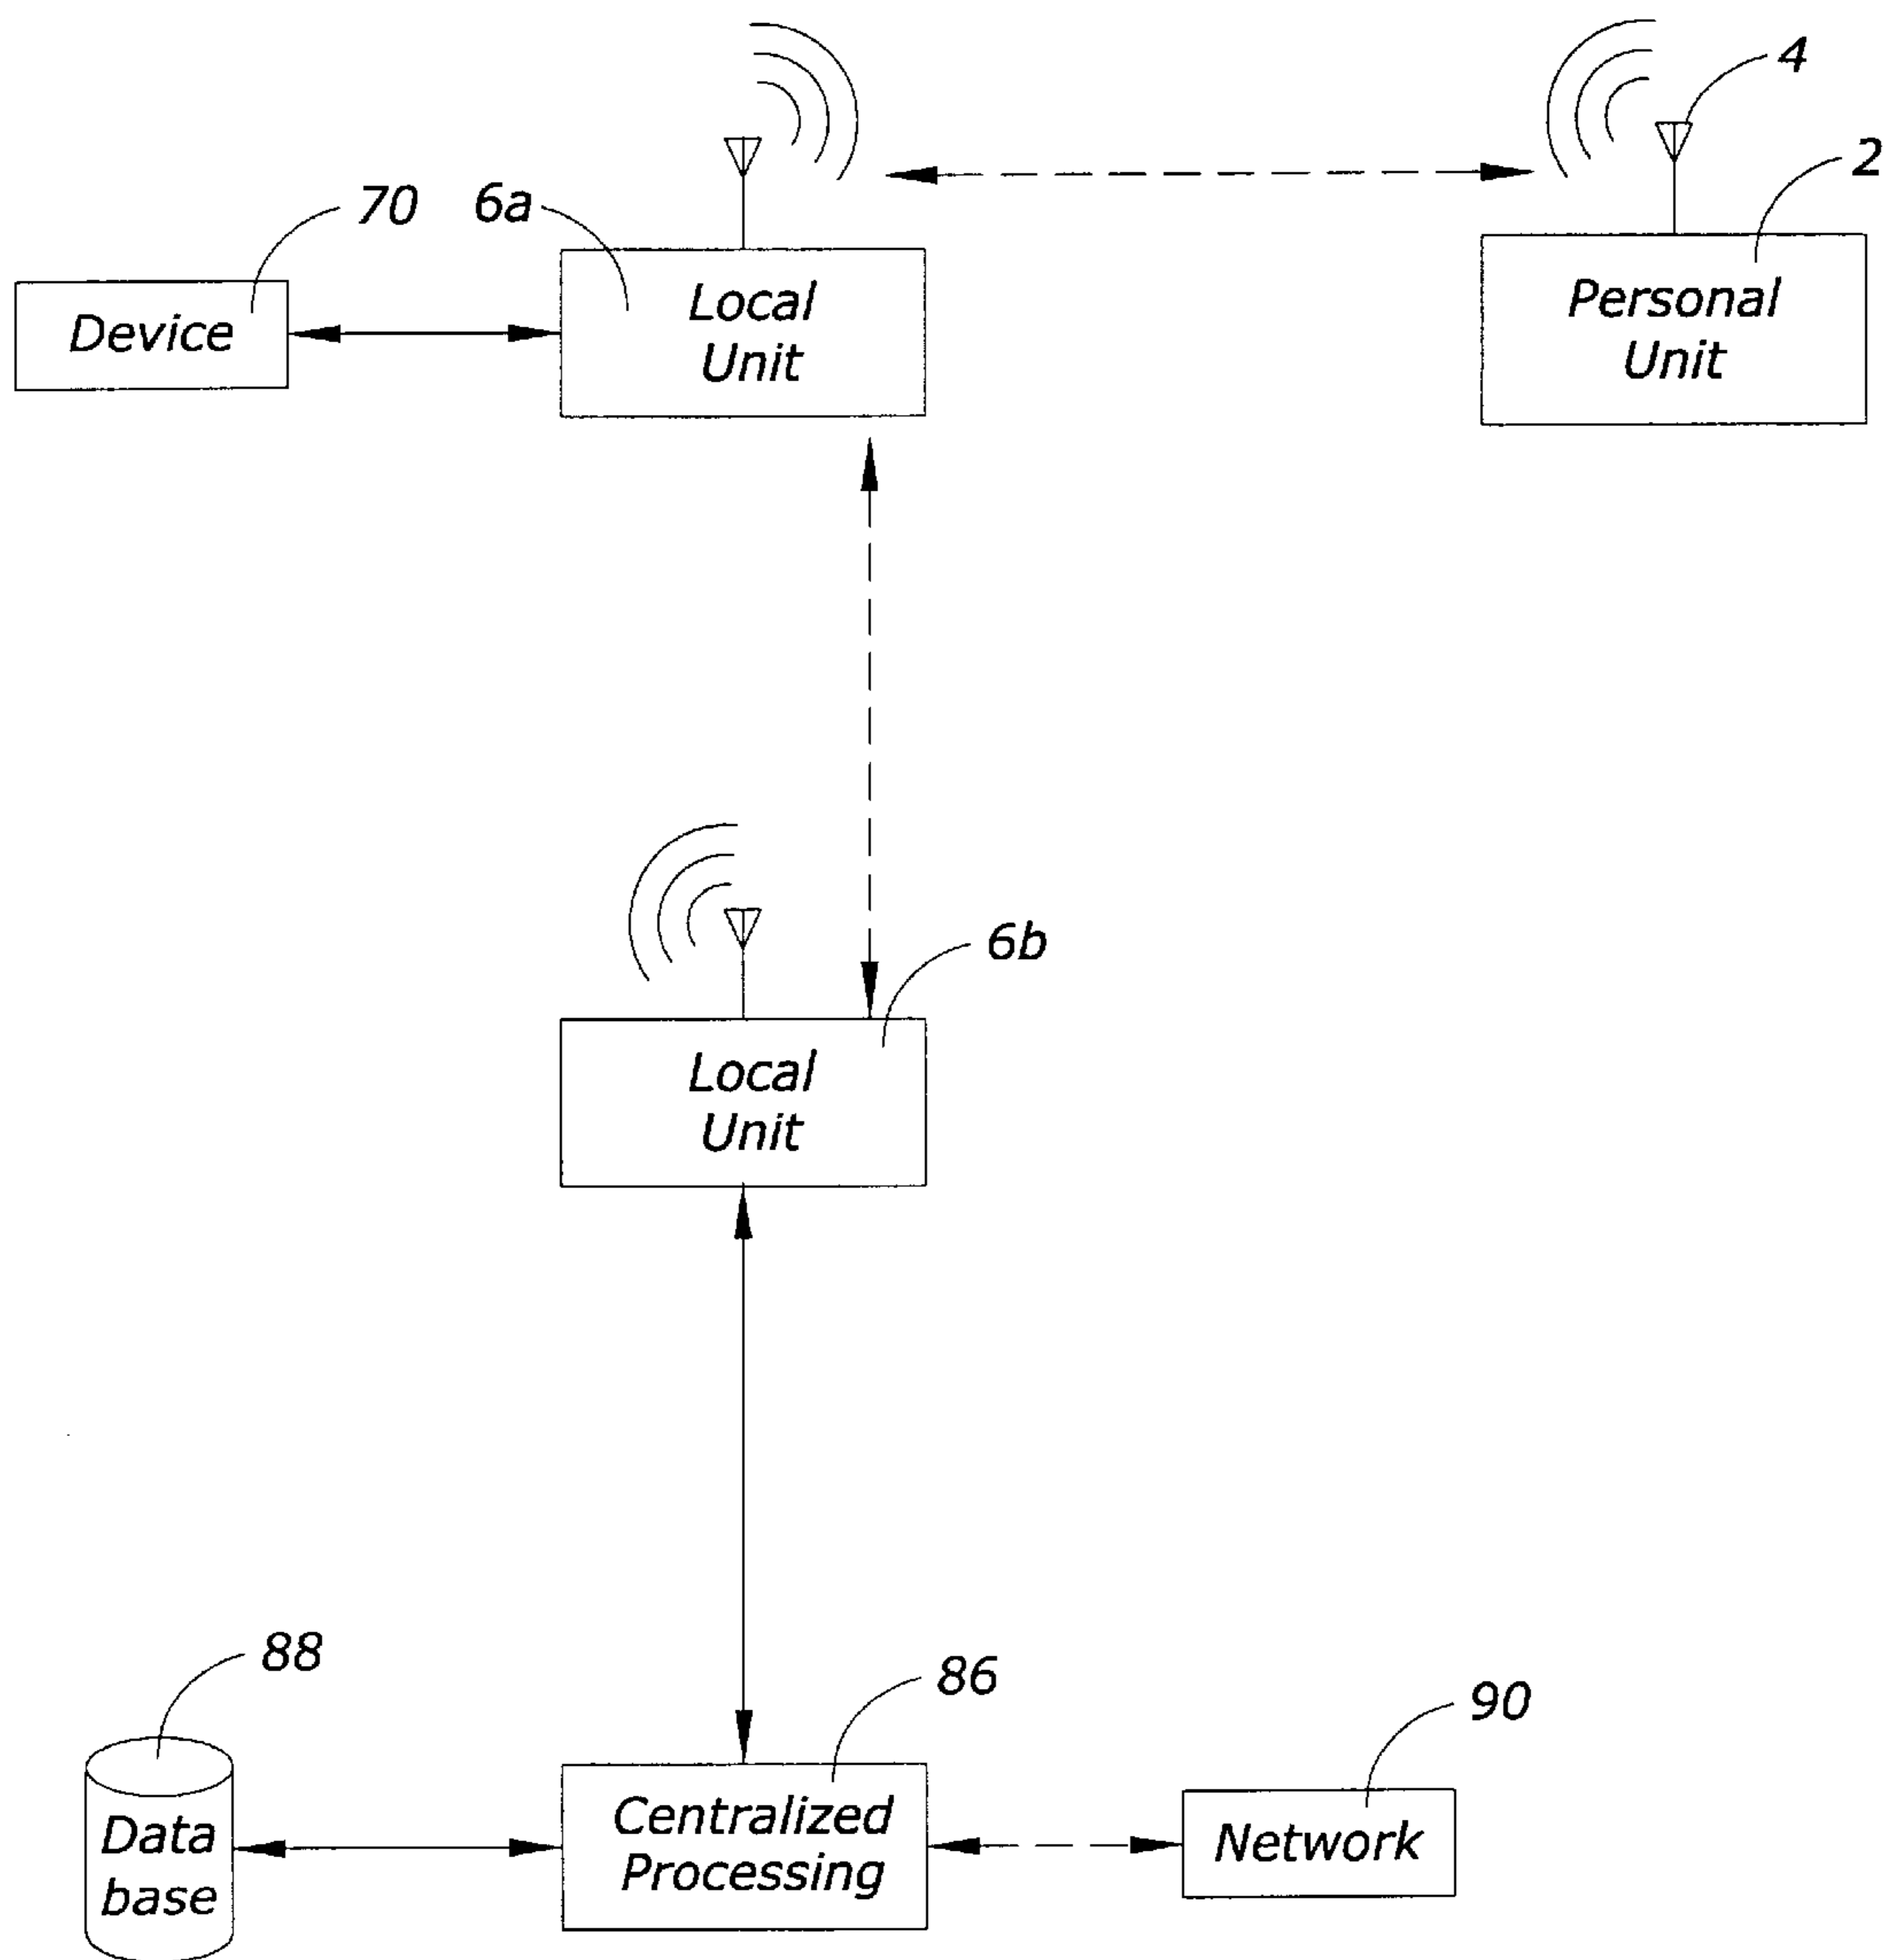 4
2
70
6a
Device
Local
Unit
Personal
Unit
6b
Local
Unit
88
86
90
Data
base
Centralized
Processing
Network